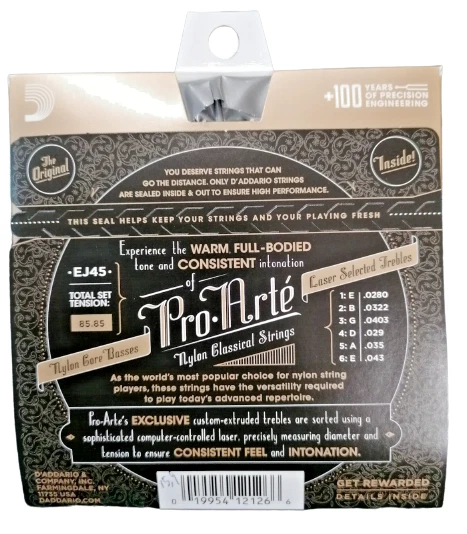 +100 YEARS
OF PRECISION
ENGINEERING
The
Original
YOU DESERVE STRINGS THAT CAN
GO THE DISTANCE. ONLY D'ADDARIO STRINGS
ARE SEALED INSIDE & OUT TO ENSURE HIGH PERFORMANCE.
Inside!
THIS SEAL HELPS KEEP YOUR STRINGS AND YOUR PLAYING FRESH
Experience the WARM, FULL-BODIED
tone and CONSISTENT intonation
of
Pro·Arté
Nylon Classical Strings
·EJ45·
TOTAL SET
TENSION:
85.65
Nylon Core Basses
Laser Selected Trebles
1: E .0280
2: B .0322
3: G .0403
4: D .029
5: A .035
6: E .043
As the world's most popular choice for nylon string
players, these strings have the versatility required
to play today's advanced repertoire.
Pro·Arte's EXCLUSIVE custom-extruded trebles are sorted using a
sophisticated computer-controlled laser, precisely measuring diameter and
tension to ensure CONSISTENT FEEL and INTONATION.
D'ADDARIO &
COMPANY, INC.
FARMINGDALE, NY
11735 USA
DADDARIO.COM
0 19954 12126 6
GET REWARDED
DETAILS INSIDE